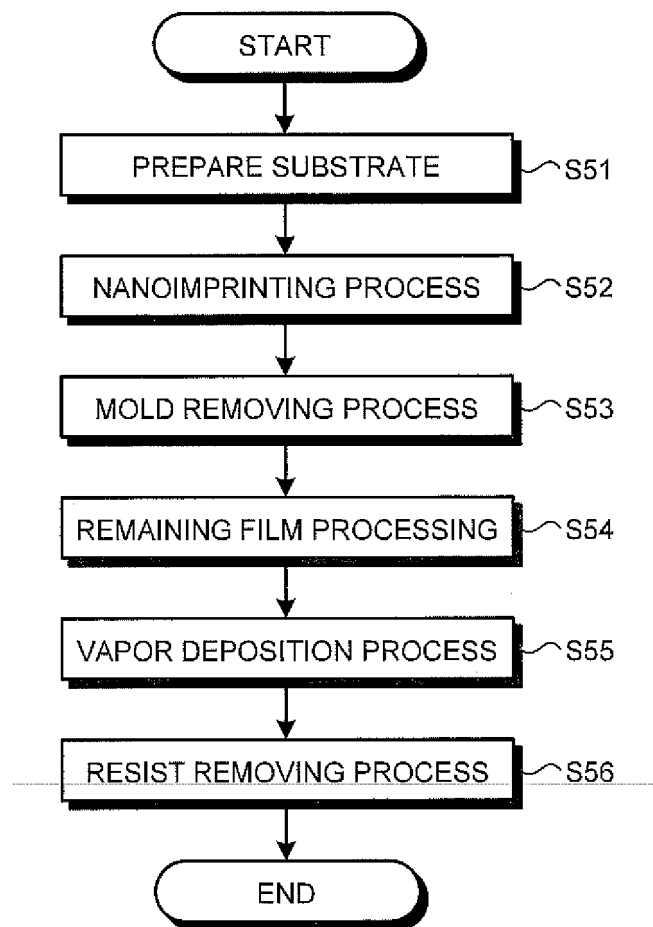 START
PREPARE SUBSTRATE S51
NANOIMPRINTING PROCESS S52
MOLD REMOVING PROCESS S53
REMAINING FILM PROCESSING S54
VAPOR DEPOSITION PROCESS S55
RESIST REMOVING PROCESS S56
END